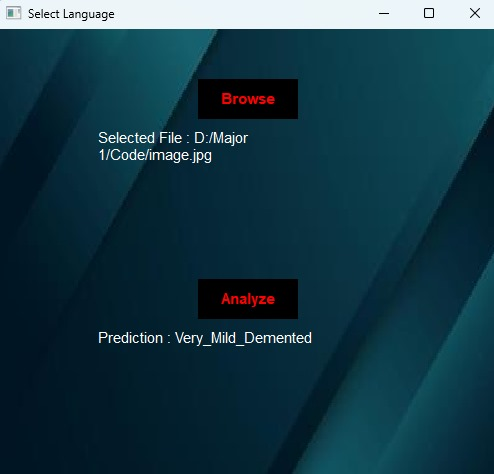 Select Language
Browse
Selected File : D:/Major
1/Code/image.jpg
Analyze
Prediction : Very_Mild_Demented